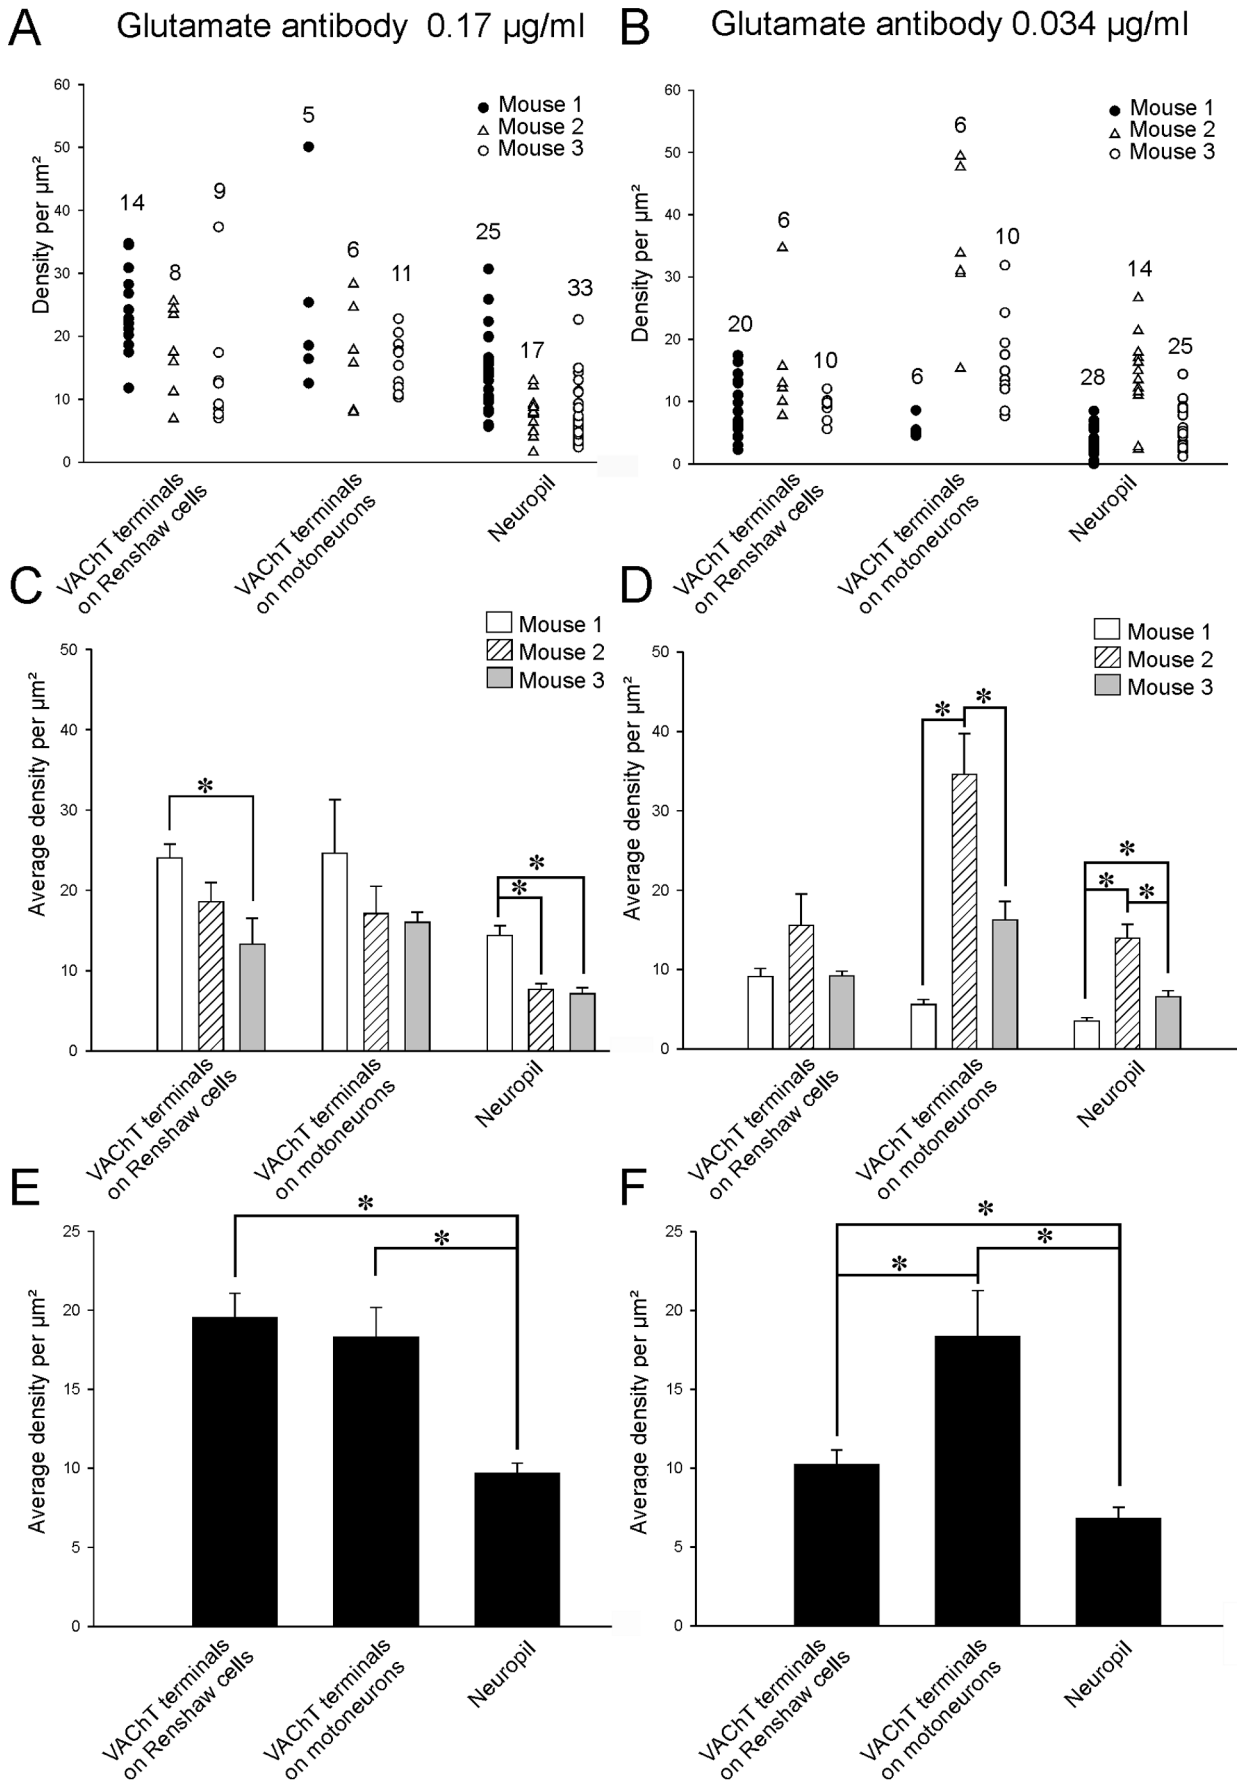 A Glutamate antibody 0.17 µg/ml
B Glutamate antibody 0.034 µg/ml
Density per µm²
60
50
40
30
20
10
0
Mouse 1
Mouse 2
Mouse 3
14
8
9
5
6
11
25
17
33
VAChT terminals
on Renshaw cells
VAChT terminals
on motoneurons
Neuropil
Density per µm²
60
50
40
30
20
10
0
Mouse 1
Mouse 2
Mouse 3
20
6
10
6
6
10
28
14
25
VAChT terminals
on Renshaw cells
VAChT terminals
on motoneurons
Neuropil
C
Average density per µm²
50
40
30
20
10
0
Mouse 1
Mouse 2
Mouse 3
*
*
*
VAChT terminals
on Renshaw cells
VAChT terminals
on motoneurons
Neuropil
D
Average density per µm²
50
40
30
20
10
0
Mouse 1
Mouse 2
Mouse 3
*
*
*
*
*
VAChT terminals
on Renshaw cells
VAChT terminals
on motoneurons
Neuropil
E
Average density per µm²
25
20
15
10
5
0
*
*
VAChT terminals
on Renshaw cells
VAChT terminals
on motoneurons
Neuropil
F
Average density per µm²
25
20
15
10
5
0
*
*
*
VAChT terminals
on Renshaw cells
VAChT terminals
on motoneurons
Neuropil